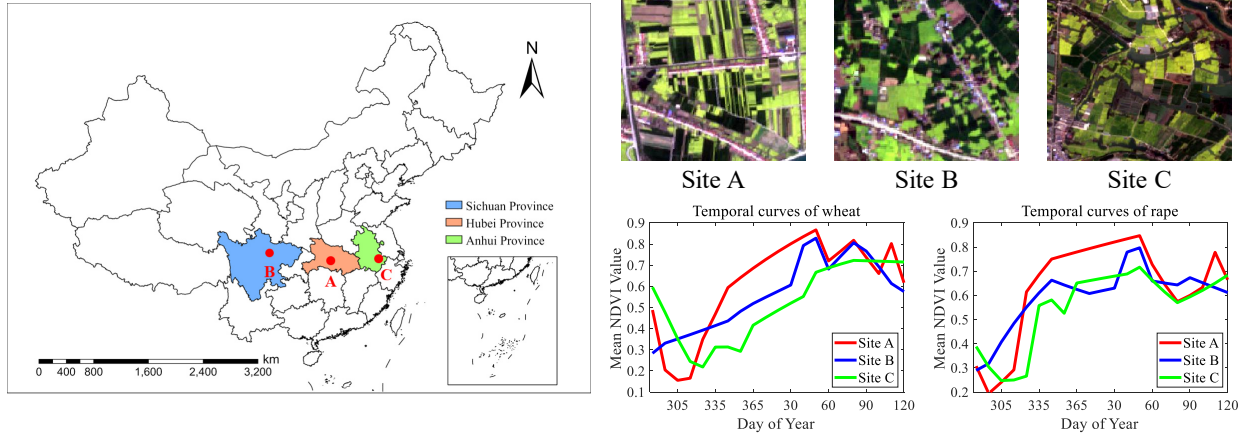 N
Sichuan Province
Hubei Province
Anhui Province
B
A
C
km
0 400 800 1,600 2,400 3,200
Site A
Site B
Site C
Temporal curves of wheat
Mean NDVI Value
0.9
0.8
0.7
0.6
0.5
0.4
0.3
0.2
0.1
Site A
Site B
Site C
305 335 365 30 60 90 120
Day of Year
Temporal curves of rape
Mean NDVI Value
0.9
0.8
0.7
0.6
0.5
0.4
0.3
0.2
Site A
Site B
Site C
305 335 365 30 60 90 120
Day of Year